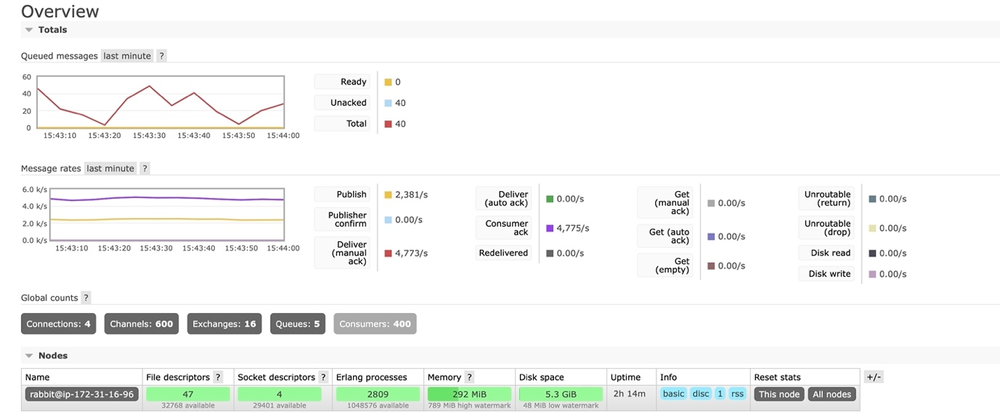 Overview
Totals
Queued messages last minute ?
60
40
20
0
15:43:10 15:43:20 15:43:30 15:43:40 15:43:50 15:44:00
Ready 0
Unacked 40
Total 40
Message rates last minute ?
6.0 k/s
4.0 k/s
2.0 k/s
0.0 k/s
15:43:10 15:43:20 15:43:30 15:43:40 15:43:50 15:44:00
Publish 2,381/s
Publisher
confirm 0.00/s
Deliver
(manual
ack) 4,773/s
Deliver
(auto ack) 0.00/s
Consumer
ack 4,775/s
Redelivered 0.00/s
Get
(manual
ack) 0.00/s
Get (auto
ack) 0.00/s
Get
(empty) 0.00/s
Unroutable
(return) 0.00/s
Unroutable
(drop) 0.00/s
Disk read 0.00/s
Disk write 0.00/s
Global counts ?
Connections: 4 Channels: 600 Exchanges: 16 Queues: 5 Consumers: 400
Nodes
Name File descriptors ? Socket descriptors ? Erlang processes Memory ? Disk space Uptime Info Reset stats +/-
rabbit@ip-172-31-16-96 47 4 2809 292 MiB 5.3 GiB 2h 14m basic disc 1 rss This node All nodes
32768 available 29401 available 1048576 available 789 MiB high watermark 48 MiB low watermark